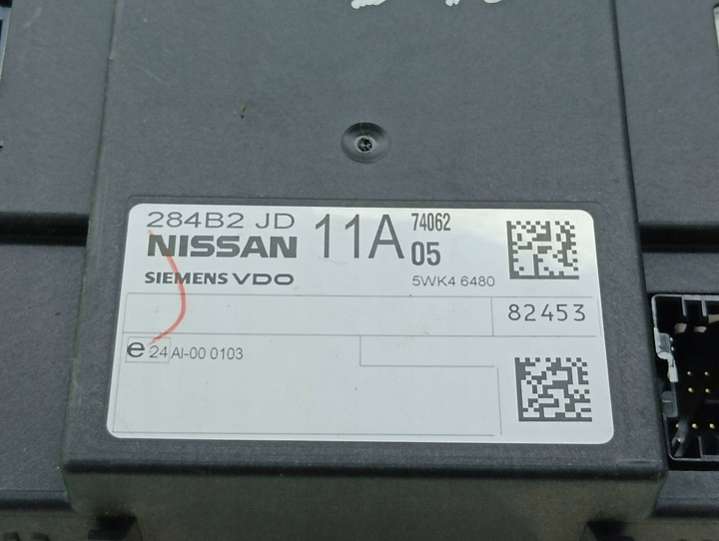 284B2 JD 11A 74062
NISSAN 05
SIEMENS VDO 5WK4 6480
82453
e 24 AI-00 0103